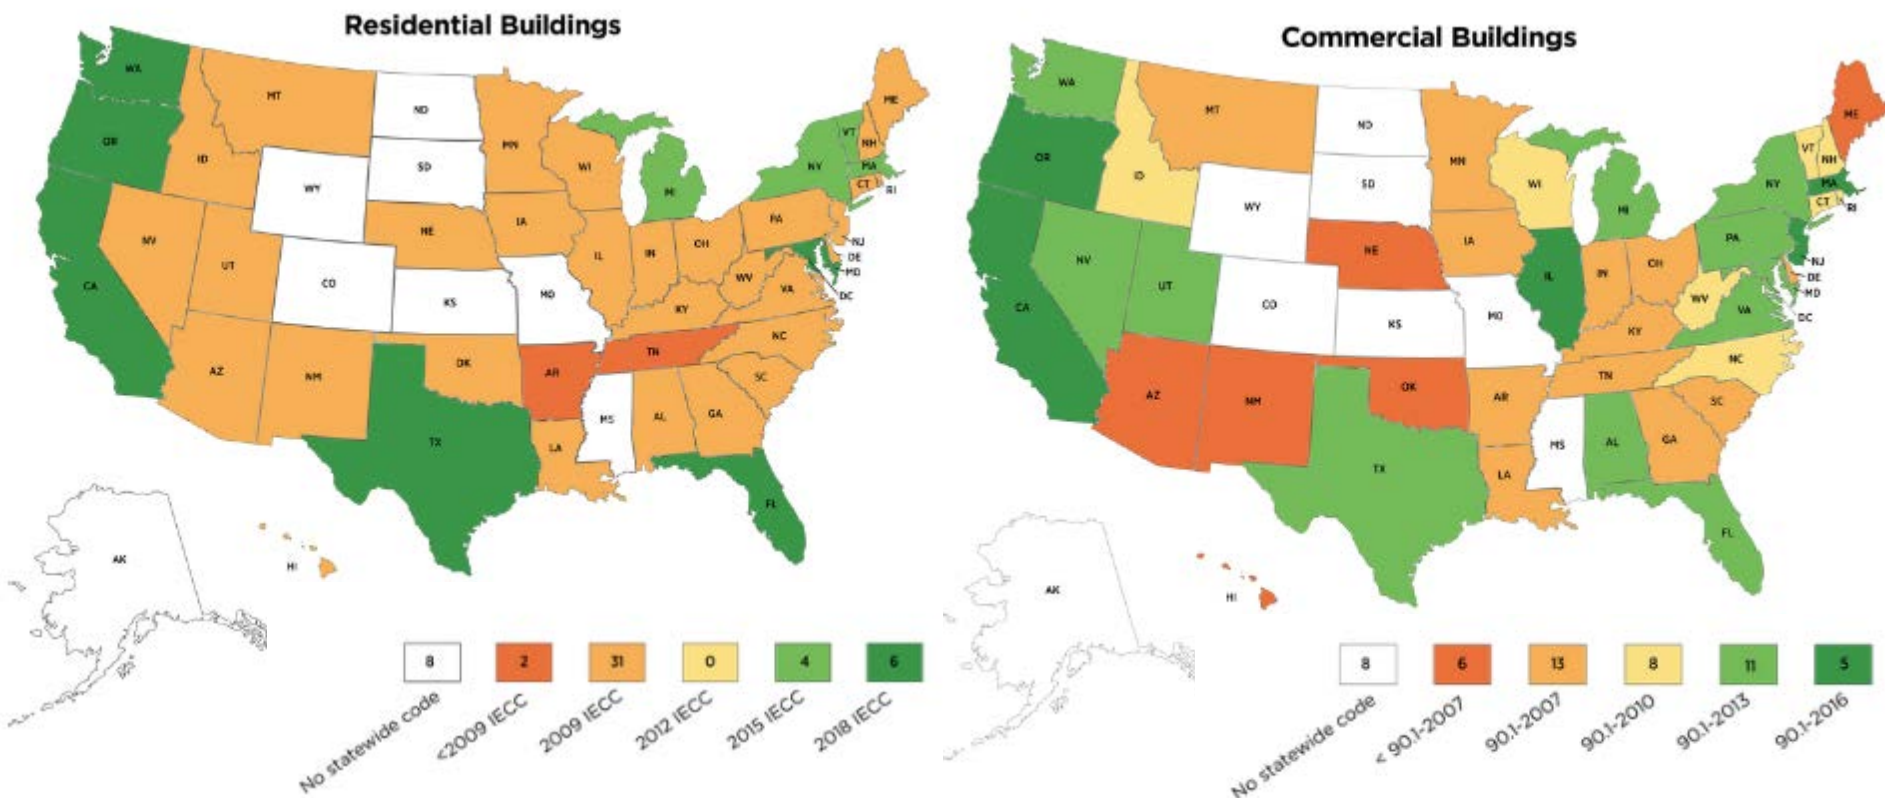 Residential Buildings
WA
OR
CA
NV
ID
MT
WY
UT
CO
AZ
NM
ND
SD
NE
KS
OK
TX
MN
IA
MO
AR
LA
WI
IL
MS
MI
IN
OH
KY
TN
AL
GA
FL
SC
NC
VA
WV
PA
NY
VT
NH
ME
MA
CT
RI
NJ
DE
MD
DC
AK
HI
8
2
31
0
4
6
No statewide code
<2009 IECC
2009 IECC
2012 IECC
2015 IECC
2018 IECC
Commercial Buildings
WA
OR
CA
NV
ID
MT
WY
UT
CO
AZ
NM
ND
SD
NE
KS
OK
TX
MN
IA
MO
AR
LA
WI
IL
MS
MI
IN
OH
KY
TN
AL
GA
FL
SC
NC
VA
WV
PA
NY
VT
NH
ME
MA
CT
RI
NJ
DE
MD
DC
AK
HI
8
6
13
8
11
5
No statewide code
< 90.1-2007
90.1-2007
90.1-2010
90.1-2013
90.1-2016